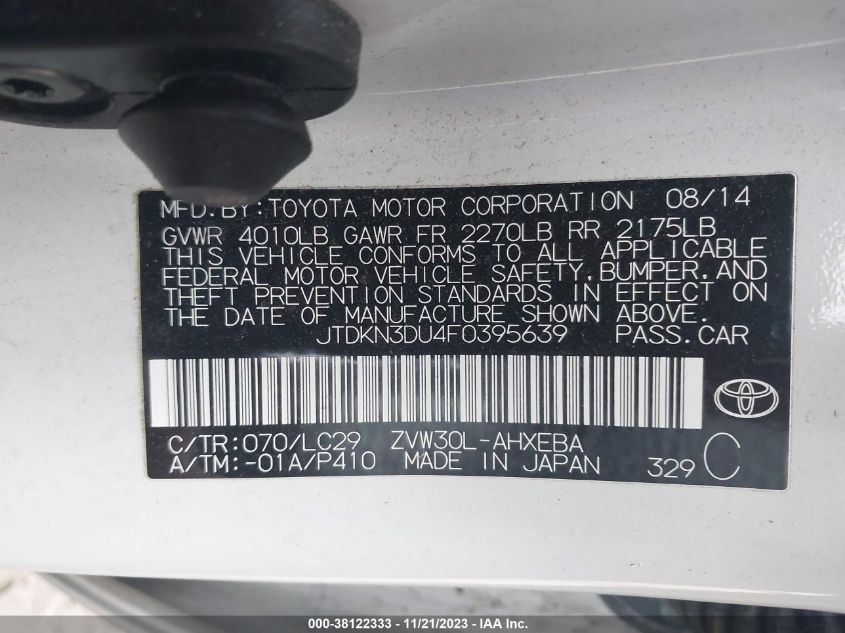 MFD.BY:TOYOTA MOTOR CORPORATION 08/14
GVWR 4010LB GAWR FR 2270LB RR 2175LB
THIS VEHICLE CONFORMS TO ALL APPLICABLE
FEDERAL MOTOR VEHICLE SAFETY,BUMPER,AND
THEFT PREVENTION STANDARDS IN EFFECT ON
THE DATE OF MANUFACTURE SHOWN ABOVE.
JTDKN3DU4F0395639 PASS.CAR
C/TR:070/LC29 ZVW30L-AHXEBA
A/TM:-01A/P410 MADE IN JAPAN 329 C
000-38122333 - 11/21/2023 - IAAI.com